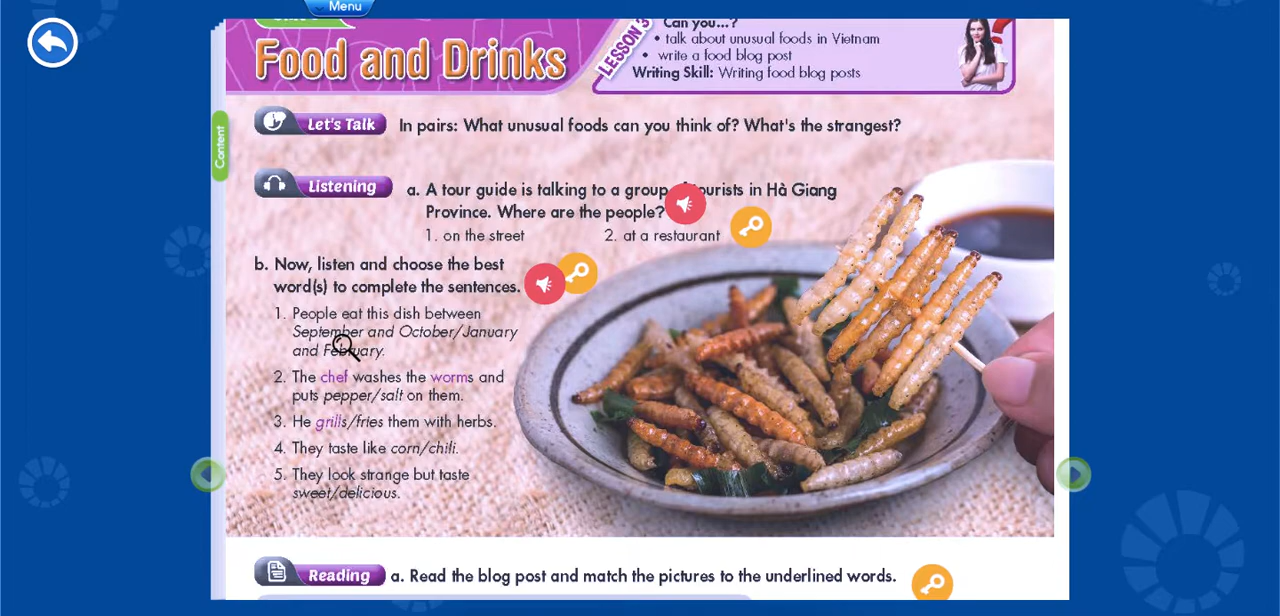 Menu
Food and Drinks
LESSON 3
Can you...?
• talk about unusual foods in Vietnam
• write a food blog post
Writing Skill: Writing food blog posts
Content
Let's Talk In pairs: What unusual foods can you think of? What's the strangest?
Listening a. A tour guide is talking to a group of tourists in Hà Giang
Province. Where are the people?
1. on the street 2. at a restaurant
b. Now, listen and choose the best
word(s) to complete the sentences.
1. People eat this dish between
September and October/January
and February.
2. The chef washes the worms and
puts pepper/salt on them.
3. He grills/fries them with herbs.
4. They taste like corn/chili.
5. They look strange but taste
sweet/delicious.
Reading a. Read the blog post and match the pictures to the underlined words.